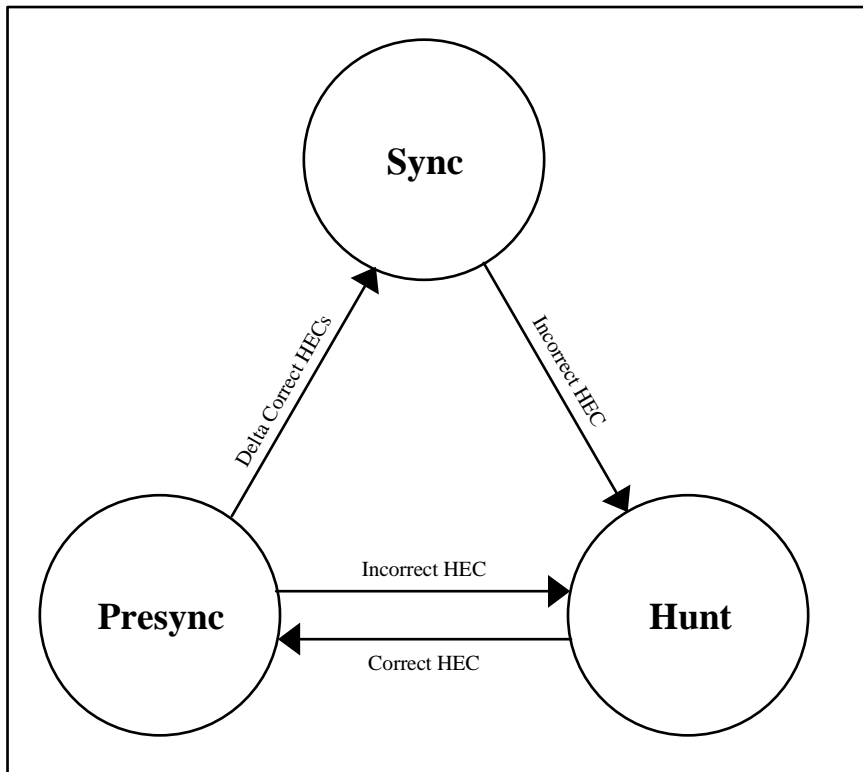 Sync
Delta Correct HECs
Incorrect HEC
Incorrect HEC
Presync
Hunt
Correct HEC